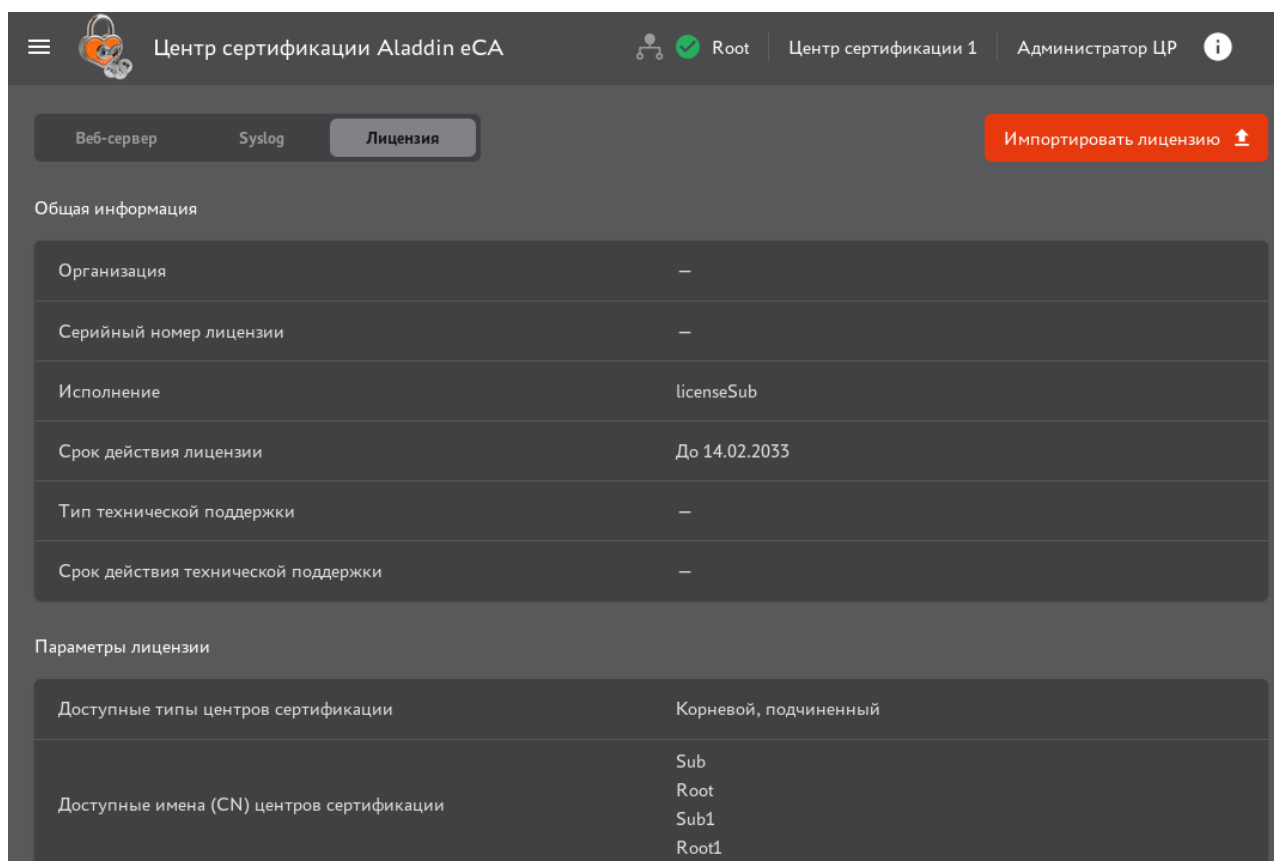 Центр сертификации Aladdin eCA Root Центр сертификации 1 Администратор ЦР
Веб-сервер Syslog Лицензия Импортировать лицензию
Общая информация
Организация —
Серийный номер лицензии —
Исполнение licenseSub
Срок действия лицензии До 14.02.2033
Тип технической поддержки —
Срок действия технической поддержки —
Параметры лицензии
Доступные типы центров сертификации Корневой, подчиненный
Доступные имена (CN) центров сертификации
Sub
Root
Sub1
Root1